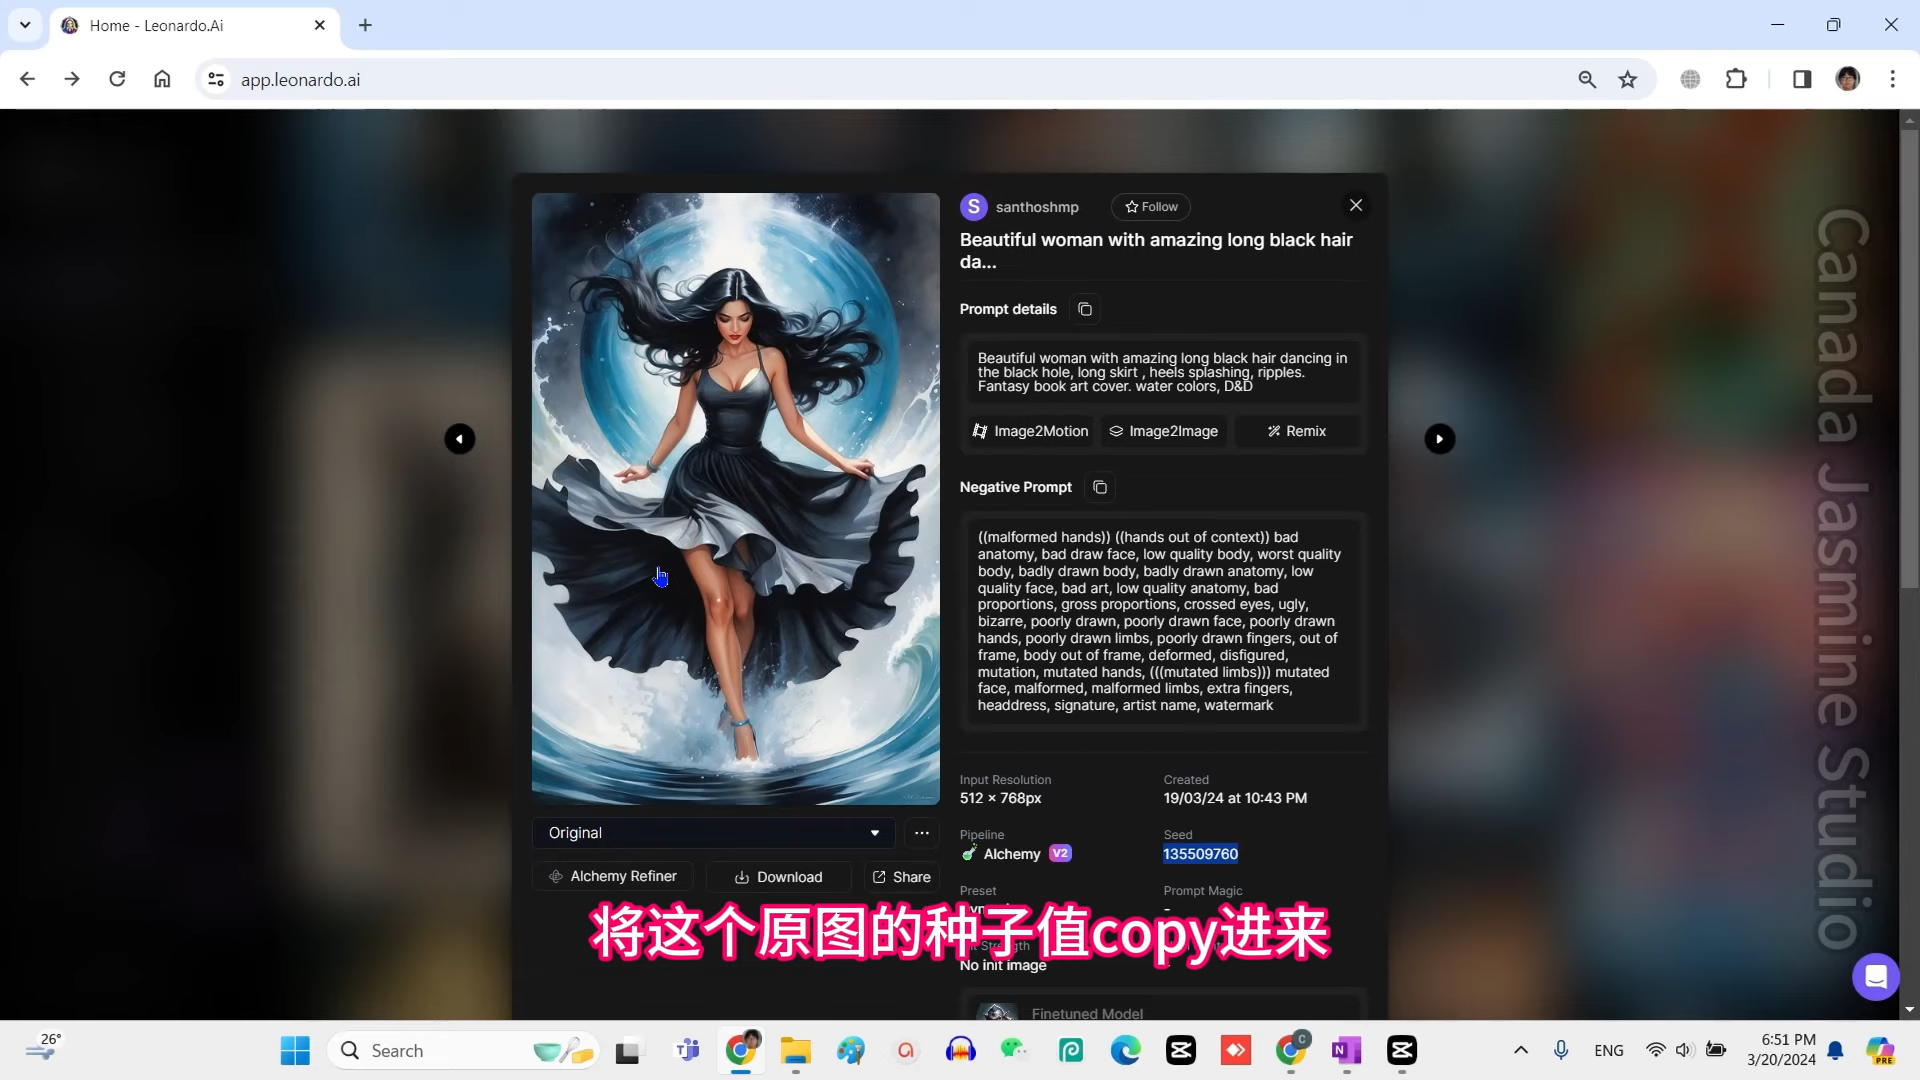 Home - Leonardo.Ai
app.leonardo.ai
S santhoshmp
Follow
Beautiful woman with amazing long black hair
da...
Prompt details
Beautiful woman with amazing long black hair dancing in
the black hole, long skirt , heels splashing, ripples.
Fantasy book art cover. water colors, D&D
Image2Motion
Image2Image
Remix
Negative Prompt
((malformed hands)) ((hands out of context)) bad
anatomy, bad draw face, low quality body, worst quality
body, badly drawn body, badly drawn anatomy, low
quality face, bad art, low quality anatomy, bad
proportions, gross proportions, crossed eyes, ugly,
bizarre, poorly drawn, poorly drawn face, poorly drawn
hands, poorly drawn limbs, poorly drawn fingers, out of
frame, body out of frame, deformed, disfigured,
mutation, mutated hands, (((mutated limbs))) mutated
face, malformed, malformed limbs, extra fingers,
headdress, signature, artist name, watermark
Input Resolution
512 × 768px
Created
19/03/24 at 10:43 PM
Pipeline
Alchemy V2
Seed
135509760
Preset
Prompt Magic
-
No init image
Finetuned Model
Original
Alchemy Refiner
Download
Share
将这个原图的种子值copy进来
Canada Jasmine Studio
26°
Search
ENG
6:51 PM
3/20/2024
PRE